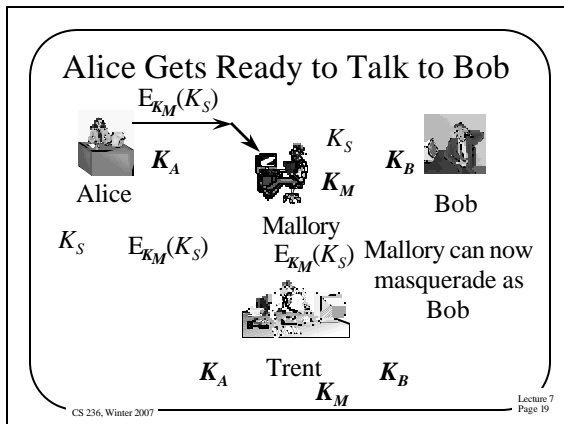 Alice Gets Ready to Talk to Bob
E_{K_M}(K_S)
K_S
K_A
K_B
K_M
Alice
Bob
Mallory
K_S E_{K_M}(K_S)
E_{K_M}(K_S)
Mallory can now
masquerade as
Bob
K_A Trent K_B
K_M
CS 236, Winter 2007
Lecture 7
Page 19